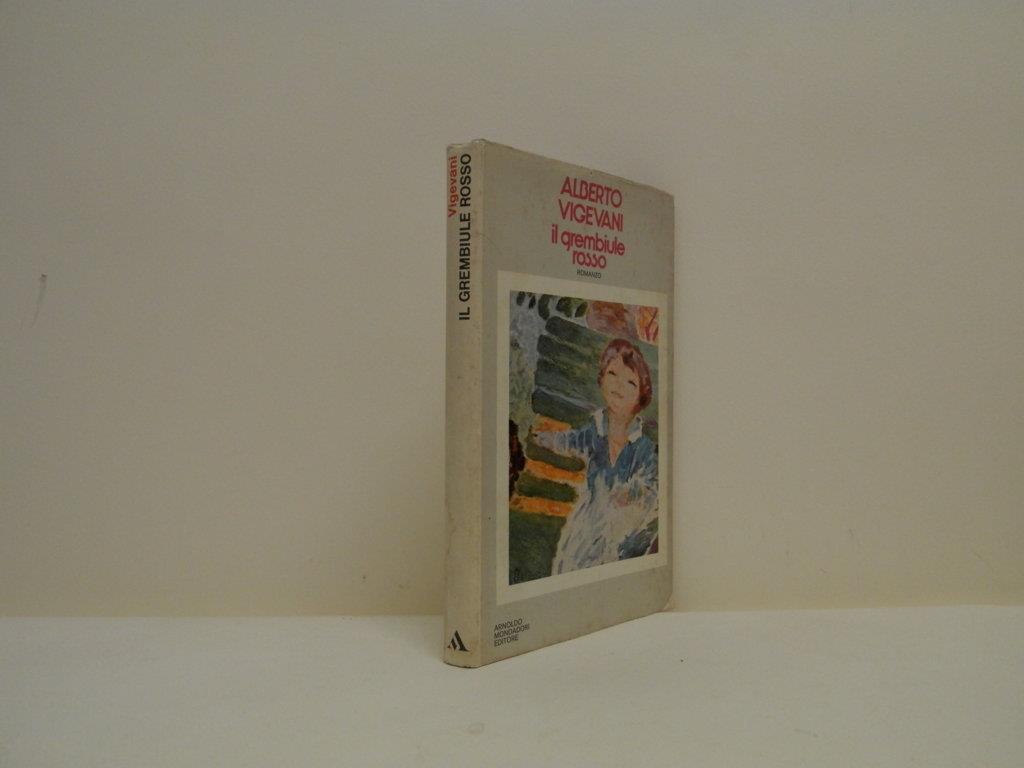 Vigevani
IL GREMBIULE ROSSO
ALBERTO
VIGEVANI
il grembiule
rosso
ROMANZO
ARNOLDO
MONDADORI
EDITORE